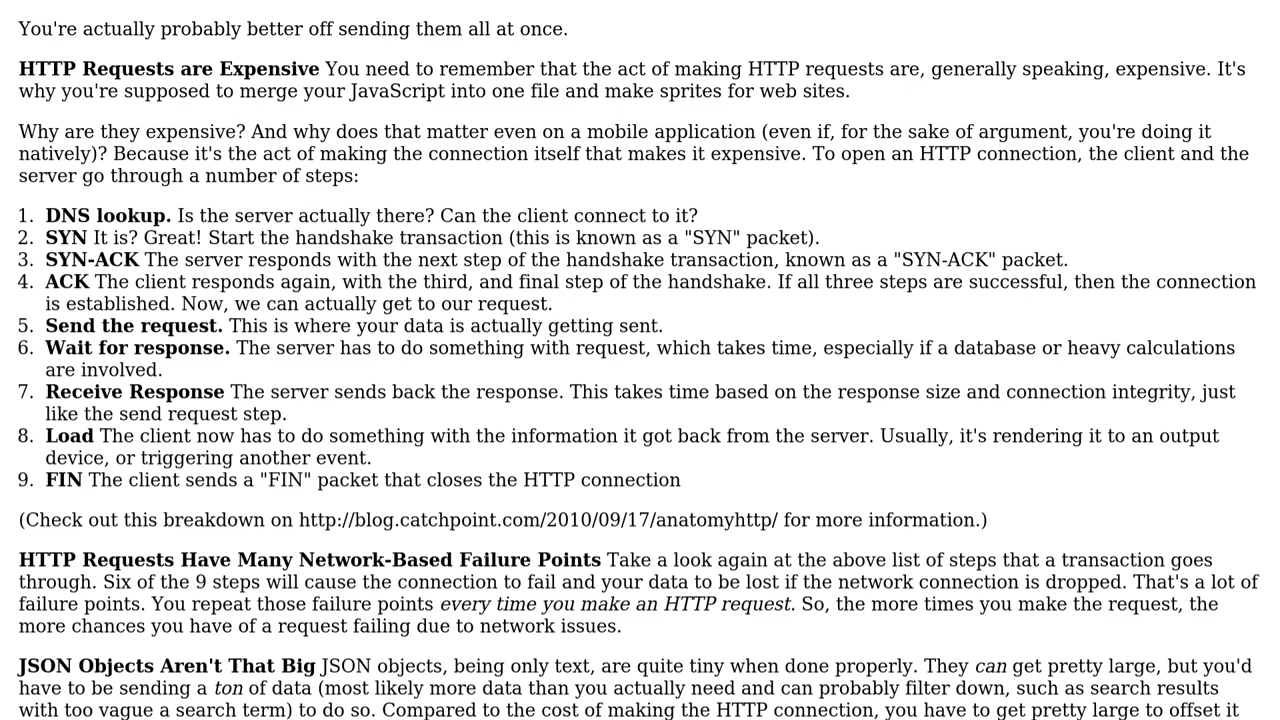 You're actually probably better off sending them all at once.
HTTP Requests are Expensive You need to remember that the act of making HTTP requests are, generally speaking, expensive. It's
why you're supposed to merge your JavaScript into one file and make sprites for web sites.
Why are they expensive? And why does that matter even on a mobile application (even if, for the sake of argument, you're doing it
natively)? Because it's the act of making the connection itself that makes it expensive. To open an HTTP connection, the client and the
server go through a number of steps:
1. DNS lookup. Is the server actually there? Can the client connect to it?
2. SYN It is? Great! Start the handshake transaction (this is known as a "SYN" packet).
3. SYN-ACK The server responds with the next step of the handshake transaction, known as a "SYN-ACK" packet.
4. ACK The client responds again, with the third, and final step of the handshake. If all three steps are successful, then the connection
is established. Now, we can actually get to our request.
5. Send the request. This is where your data is actually getting sent.
6. Wait for response. The server has to do something with request, which takes time, especially if a database or heavy calculations
are involved.
7. Receive Response The server sends back the response. This takes time based on the response size and connection integrity, just
like the send request step.
8. Load The client now has to do something with the information it got back from the server. Usually, it's rendering it to an output
device, or triggering another event.
9. FIN The client sends a "FIN" packet that closes the HTTP connection
(Check out this breakdown on http://blog.catchpoint.com/2010/09/17/anatomyhttp/ for more information.)
HTTP Requests Have Many Network-Based Failure Points Take a look again at the above list of steps that a transaction goes
through. Six of the 9 steps will cause the connection to fail and your data to be lost if the network connection is dropped. That's a lot of
failure points. You repeat those failure points every time you make an HTTP request. So, the more times you make the request, the
more chances you have of a request failing due to network issues.
JSON Objects Aren't That Big JSON objects, being only text, are quite tiny when done properly. They can get pretty large, but you'd
have to be sending a ton of data (most likely more data than you actually need and can probably filter down, such as search results
with too vague a search term) to do so. Compared to the cost of making the HTTP connection, you have to get pretty large to offset it